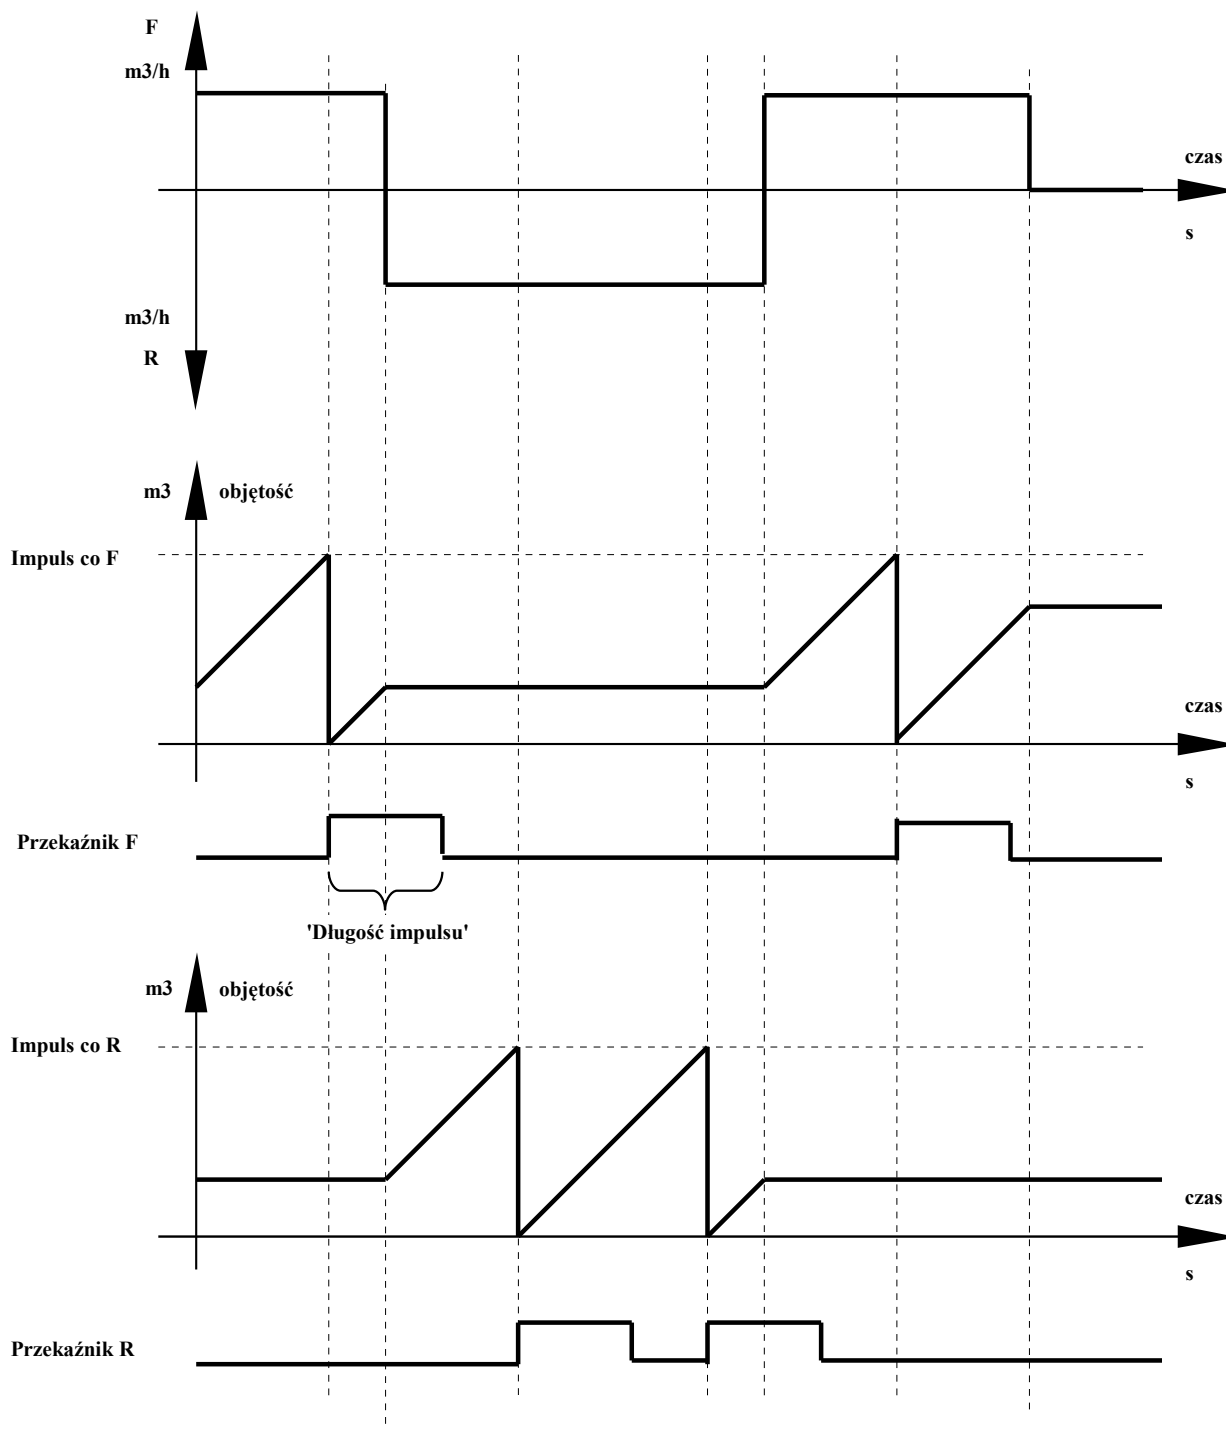 F
m3/h
czas
s
m3/h
R
m3 objętość
Impuls co F
czas
s
Przekaźnik F
'Długość impulsu'
m3 objętość
Impuls co R
czas
s
Przekaźnik R